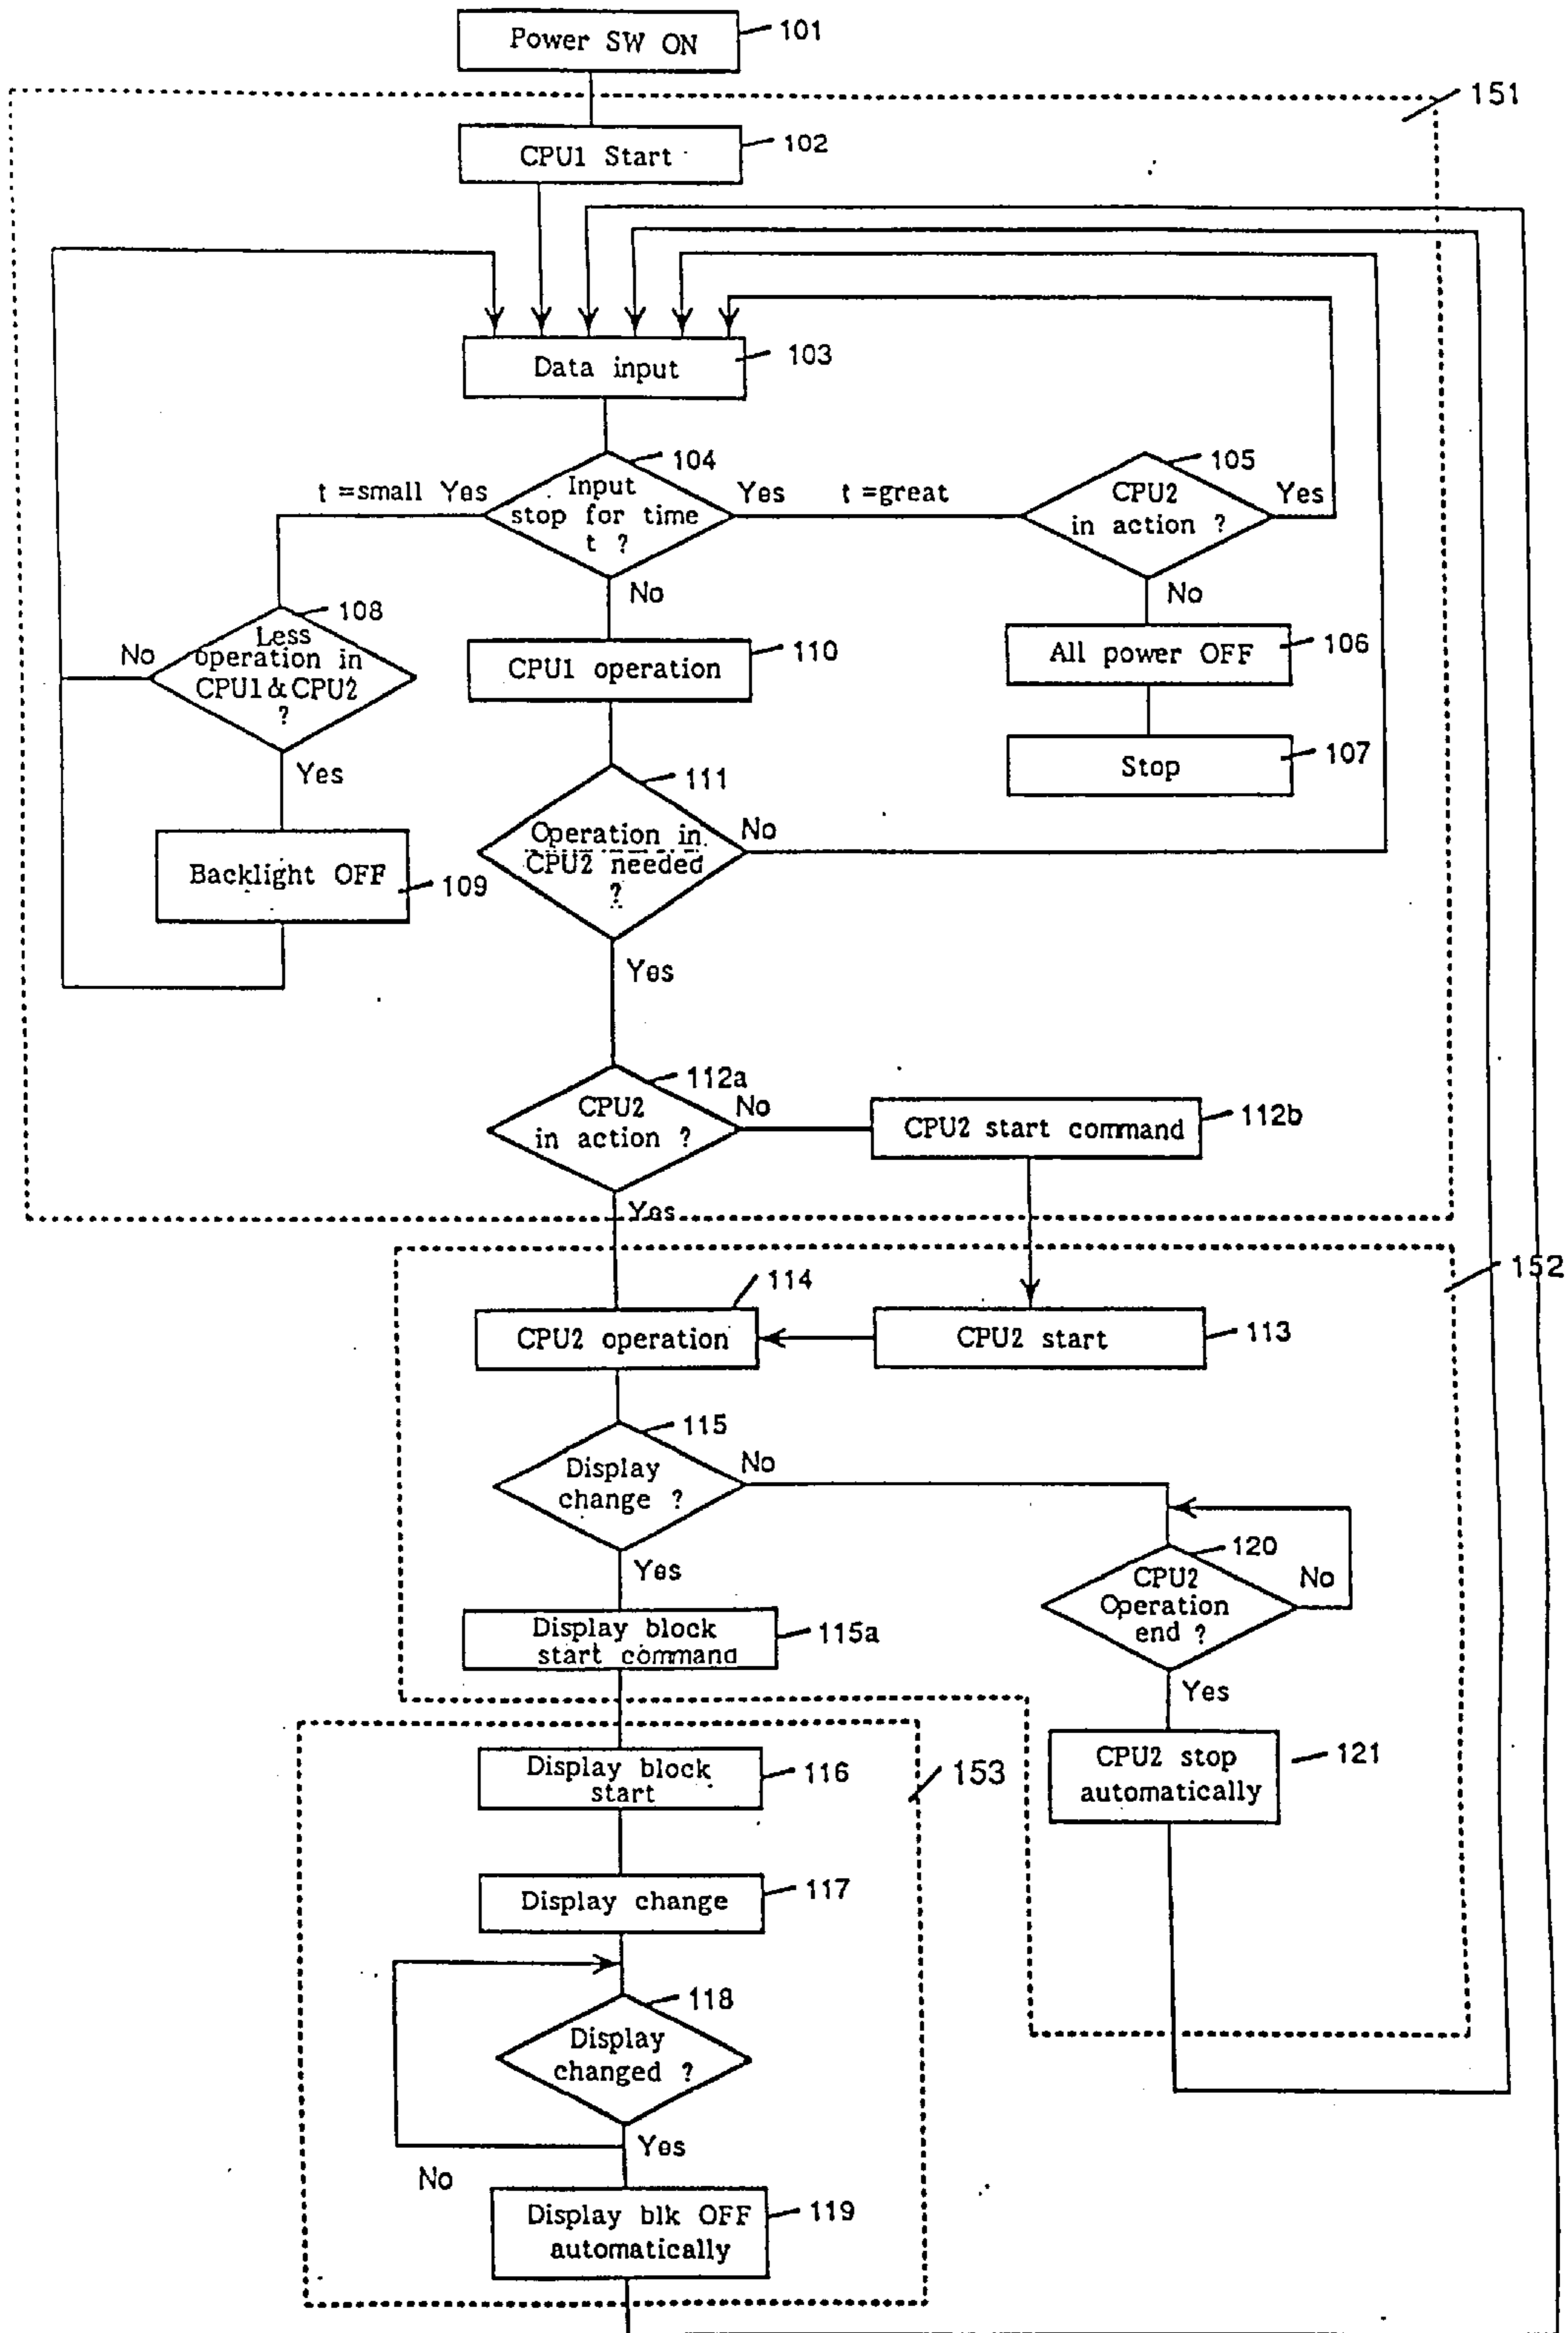 Power SW ON
101
151
CPU1 Start
102
Data input
103
104
Input
stop for time
t ?
t =small Yes
Yes
t =great
105
CPU2
in action ?
Yes
No
No
108
Less
operation in
CPU1&CPU2
?
No
Yes
CPU1 operation
110
All power OFF
106
Stop
107
111
Operation in
CPU2 needed
?
No
Yes
Backlight OFF
109
112a
CPU2
in action ?
No
CPU2 start command
112b
Yes
152
114
CPU2 operation
CPU2 start
113
115
Display
change ?
No
Yes
120
CPU2
Operation
end ?
No
Yes
Display block
start command
115a
CPU2 stop
automatically
121
Display block
start
116
153
Display change
117
118
Display
changed ?
Yes
No
Display blk OFF
automatically
119